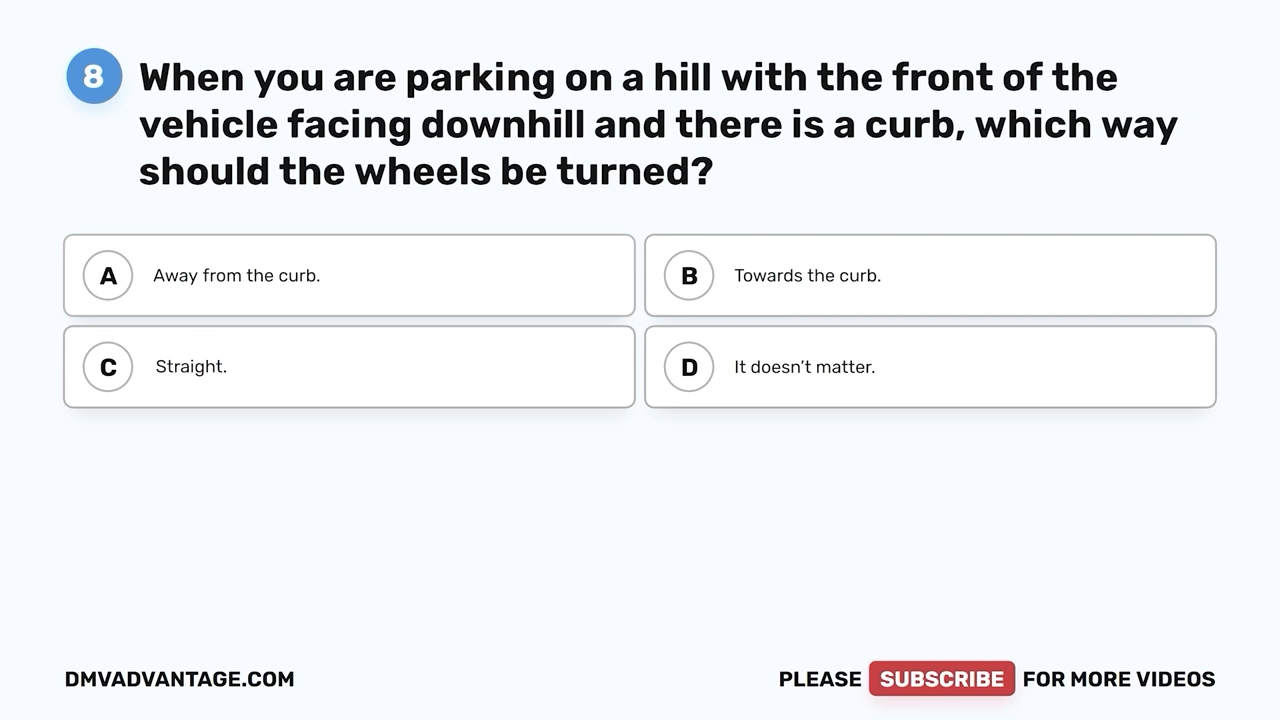 8
When you are parking on a hill with the front of the
vehicle facing downhill and there is a curb, which way
should the wheels be turned?
A Away from the curb.
B Towards the curb.
C Straight.
D It doesn’t matter.
DMVADVANTAGE.COM
PLEASE SUBSCRIBE FOR MORE VIDEOS